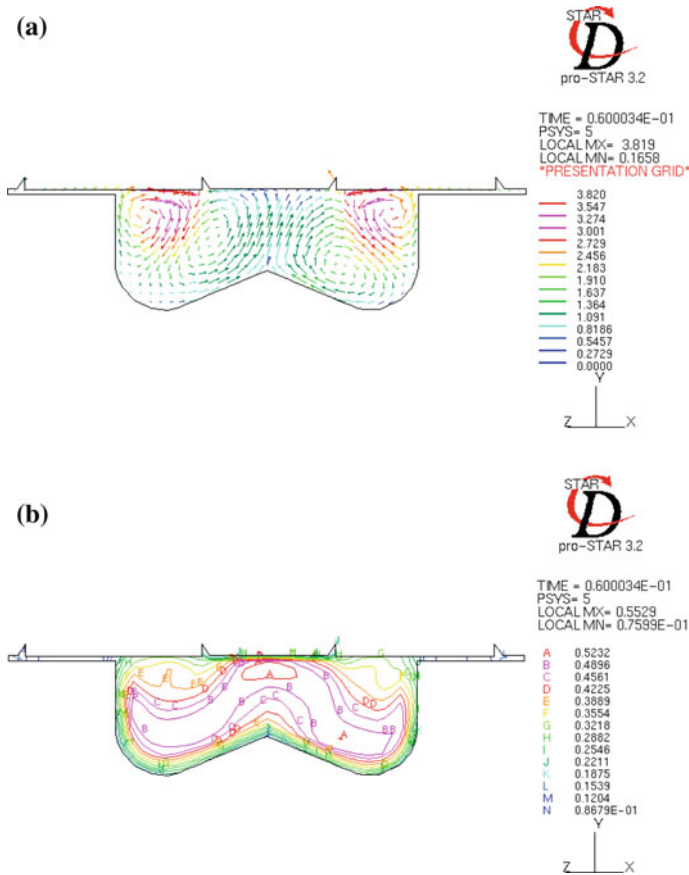 (a)
STAR
D
pro-STAR 3.2
TIME = 0.600034E-01
PSYS= 5
LOCAL MX= 3.819
LOCAL MN= 0.1658
*PRESENTATION GRID*
3.820
3.547
3.274
3.001
2.729
2.456
2.183
1.910
1.637
1.364
1.091
0.8186
0.5457
0.2729
0.0000
Y
Z X
(b)
STAR
D
pro-STAR 3.2
TIME = 0.600034E-01
PSYS= 5
LOCAL MX= 0.5529
LOCAL MN= 0.7599E-01
A 0.5232
B 0.4896
C 0.4561
D 0.4225
E 0.3889
F 0.3554
G 0.3218
H 0.2882
I 0.2546
J 0.2211
K 0.1875
L 0.1539
M 0.1204
N 0.8679E-01
Y
Z X